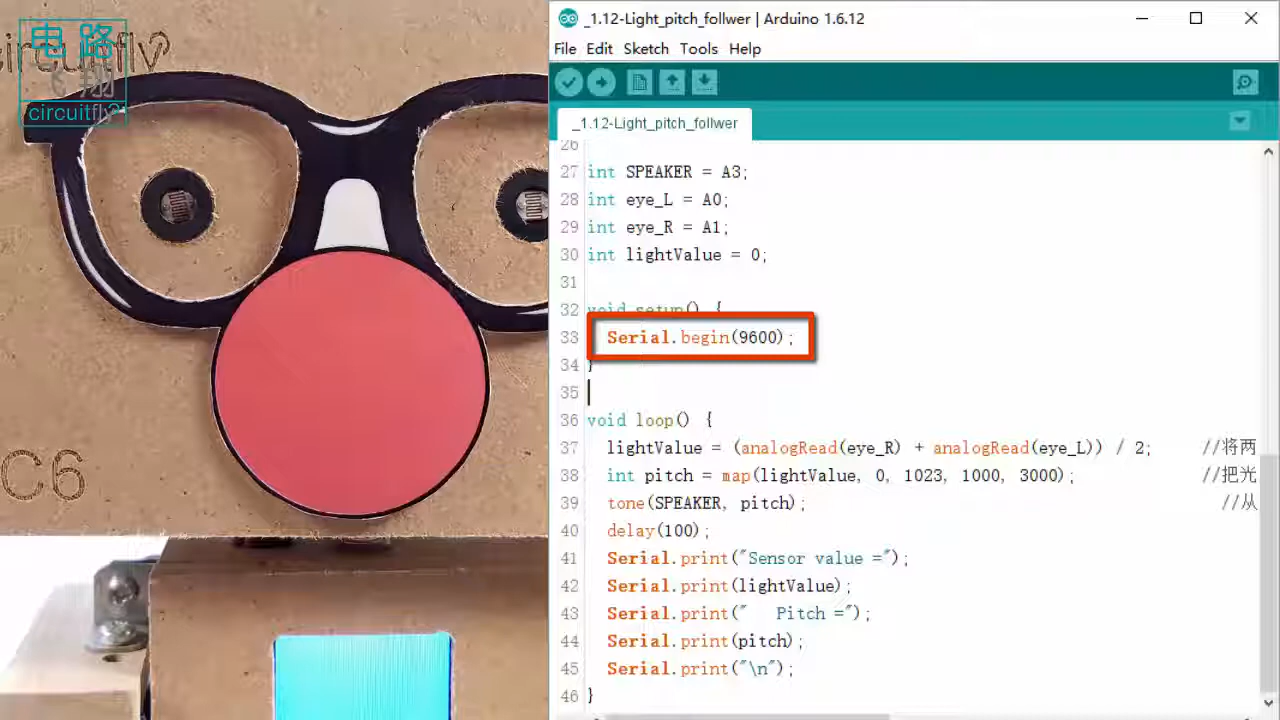 电路
飞翔
circuitfly?
circuitfly?
C6
_1.12-Light_pitch_follwer | Arduino 1.6.12
File Edit Sketch Tools Help
_1.12-Light_pitch_follwer
26
27 int SPEAKER = A3;
28 int eye_L = A0;
29 int eye_R = A1;
30 int lightValue = 0;
31
32 void setup() {
33 Serial.begin(9600);
34 }
35
36 void loop() {
37 lightValue = (analogRead(eye_R) + analogRead(eye_L)) / 2; //将两
38 int pitch = map(lightValue, 0, 1023, 1000, 3000); //把光
39 tone(SPEAKER, pitch); //从
40 delay(100);
41 Serial.print("Sensor value =");
42 Serial.print(lightValue);
43 Serial.print("   Pitch =");
44 Serial.print(pitch);
45 Serial.print("\n");
46 }